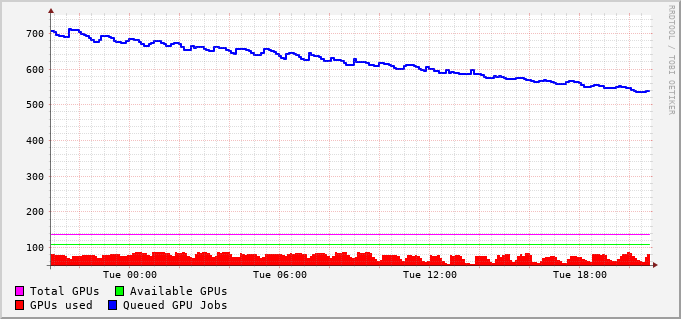 RRDTOOL / TOBI OETIKER
700
600
500
400
300
200
100
Tue 00:00 Tue 06:00 Tue 12:00 Tue 18:00
Total GPUs Available GPUs
GPUs used Queued GPU Jobs